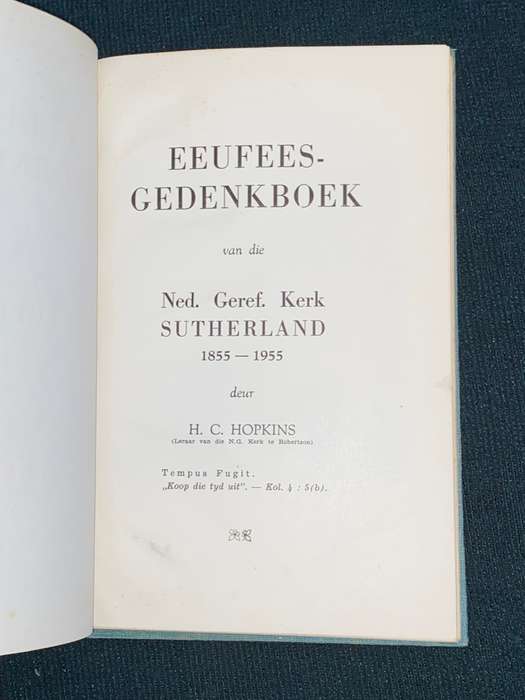 EEUFEES-
GEDENKBOEK
van die
Ned. Geref. Kerk
SUTHERLAND
1855 — 1955
deur
H. C. HOPKINS
(Leraar van die N.G. Kerk te Robertson)
Tempus Fugit.
„Koop die tyd uit". — Kol. 4 : 5(b).